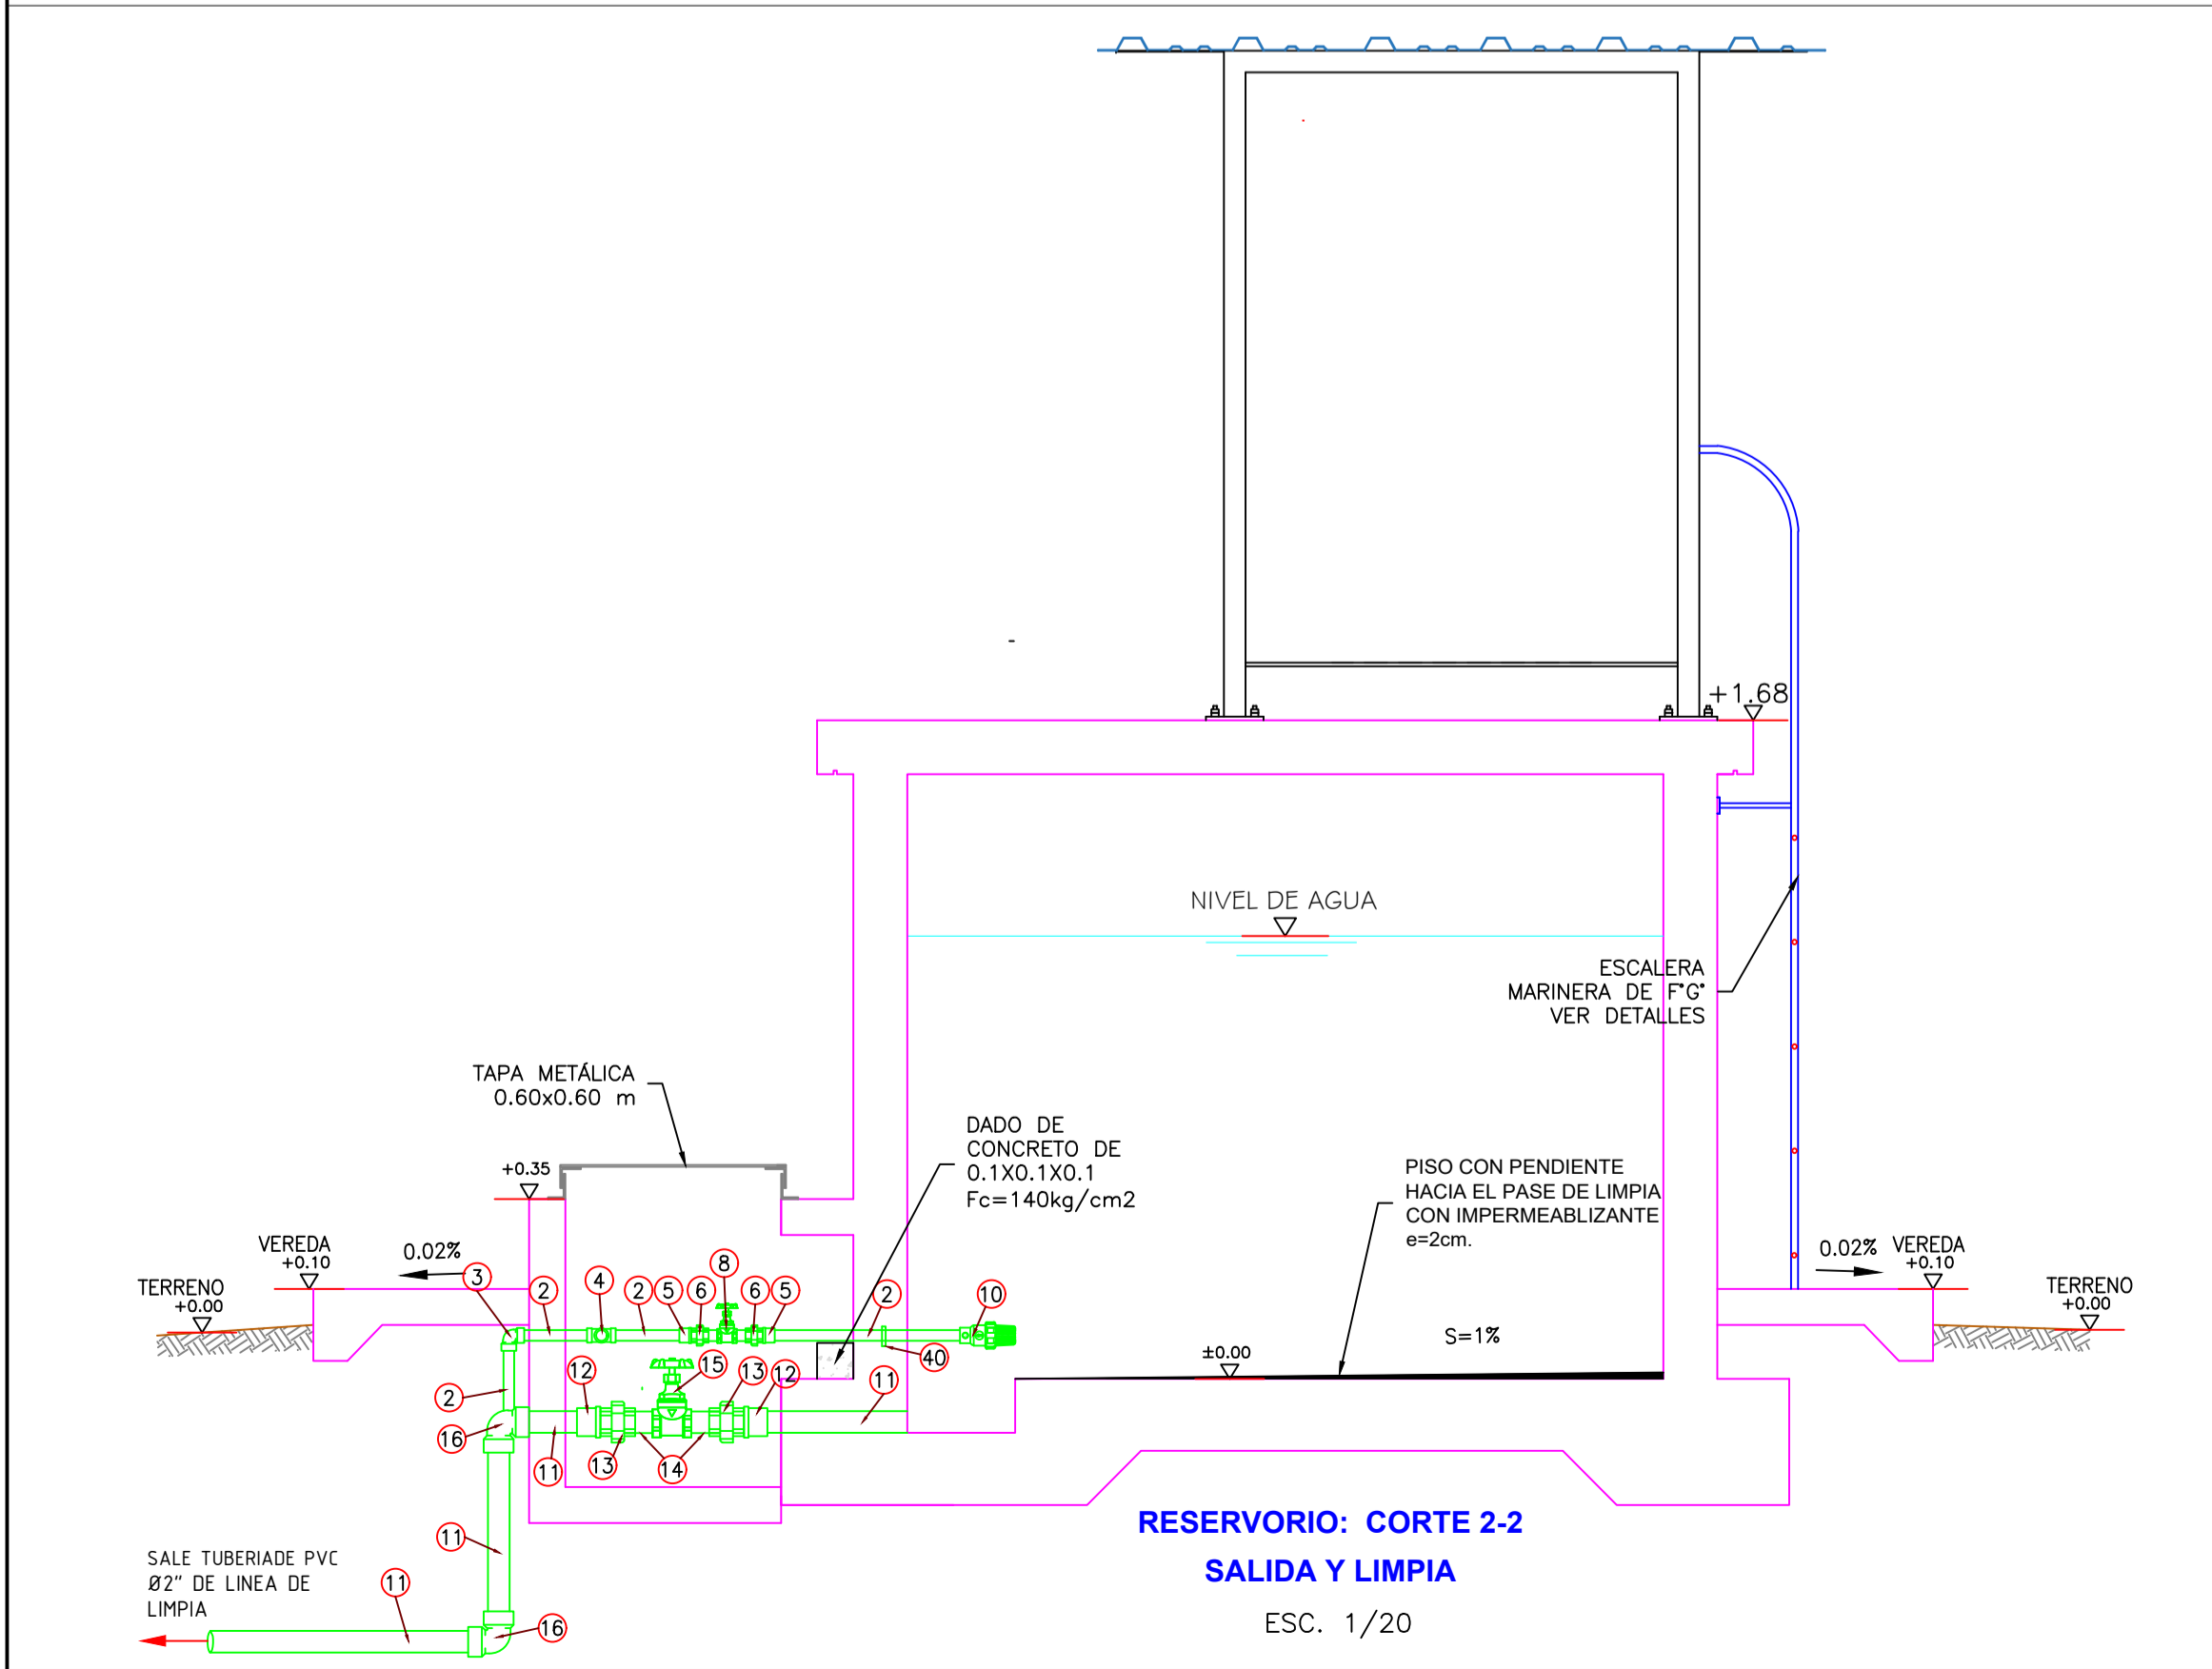 +1.68
NIVEL DE AGUA
ESCALERA
MARINERA DE F°G°
VER DETALLES
TAPA METÁLICA
0.60x0.60 m
DADO DE
CONCRETO DE
0.1X0.1X0.1
Fc=140kg/cm2
PISO CON PENDIENTE
HACIA EL PASE DE LIMPIA
CON IMPERMEABLIZANTE
e=2cm.
+0.35
VEREDA
+0.10
0.02%
TERRENO
+0.00
3
2
4
2
5
6
8
6
5
2
10
40
0.02%
VEREDA
+0.10
TERRENO
+0.00
S=1%
±0.00
12
15
13
12
11
2
16
11
13
14
11
SALE TUBERIADE PVC
Ø2" DE LINEA DE
LIMPIA
11
16
RESERVORIO: CORTE 2-2
SALIDA Y LIMPIA
ESC. 1/20